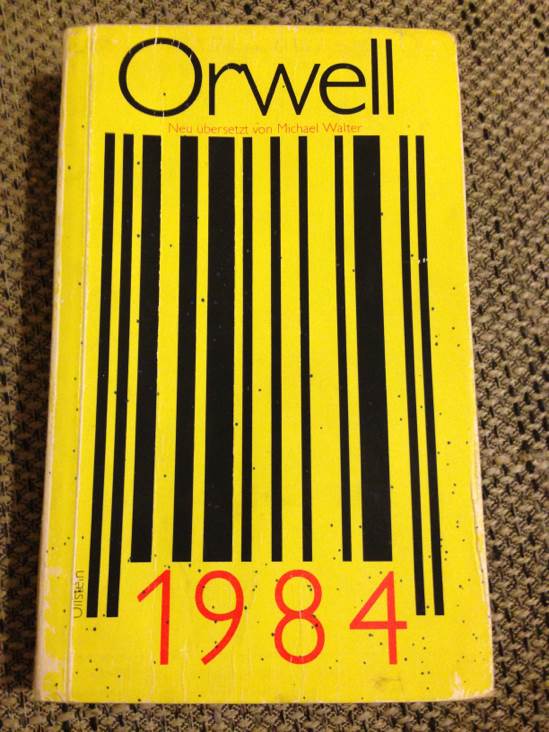 Orwell
Neu übersetzt von Michael Walter
1984
Ullstein